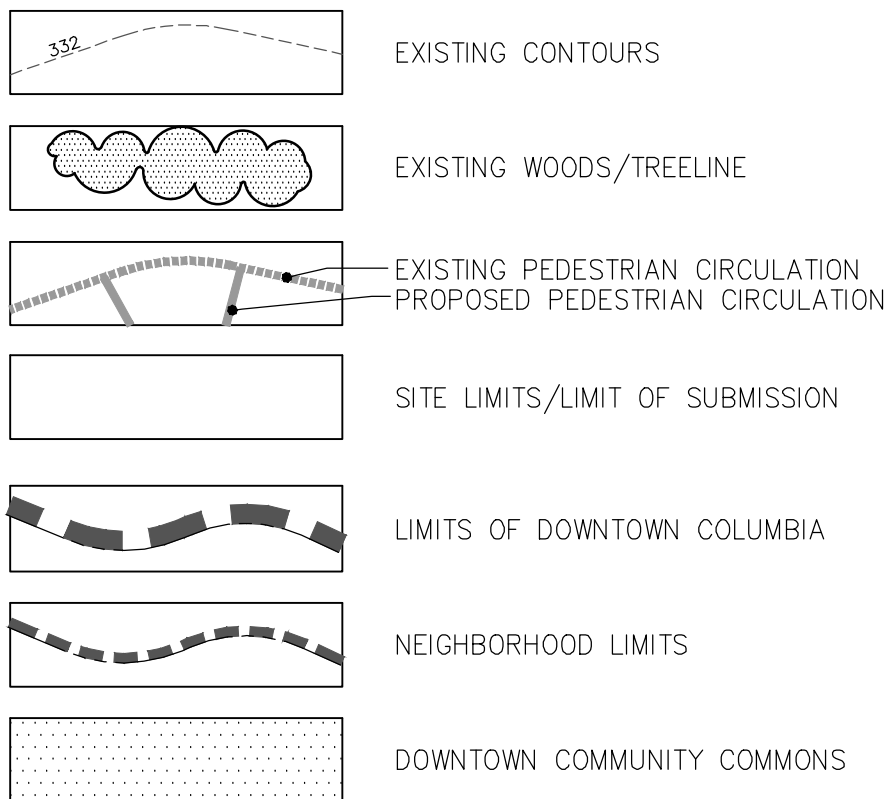 332
EXISTING CONTOURS
EXISTING WOODS/TREELINE
EXISTING PEDESTRIAN CIRCULATION
PROPOSED PEDESTRIAN CIRCULATION
SITE LIMITS/LIMIT OF SUBMISSION
LIMITS OF DOWNTOWN COLUMBIA
NEIGHBORHOOD LIMITS
DOWNTOWN COMMUNITY COMMONS